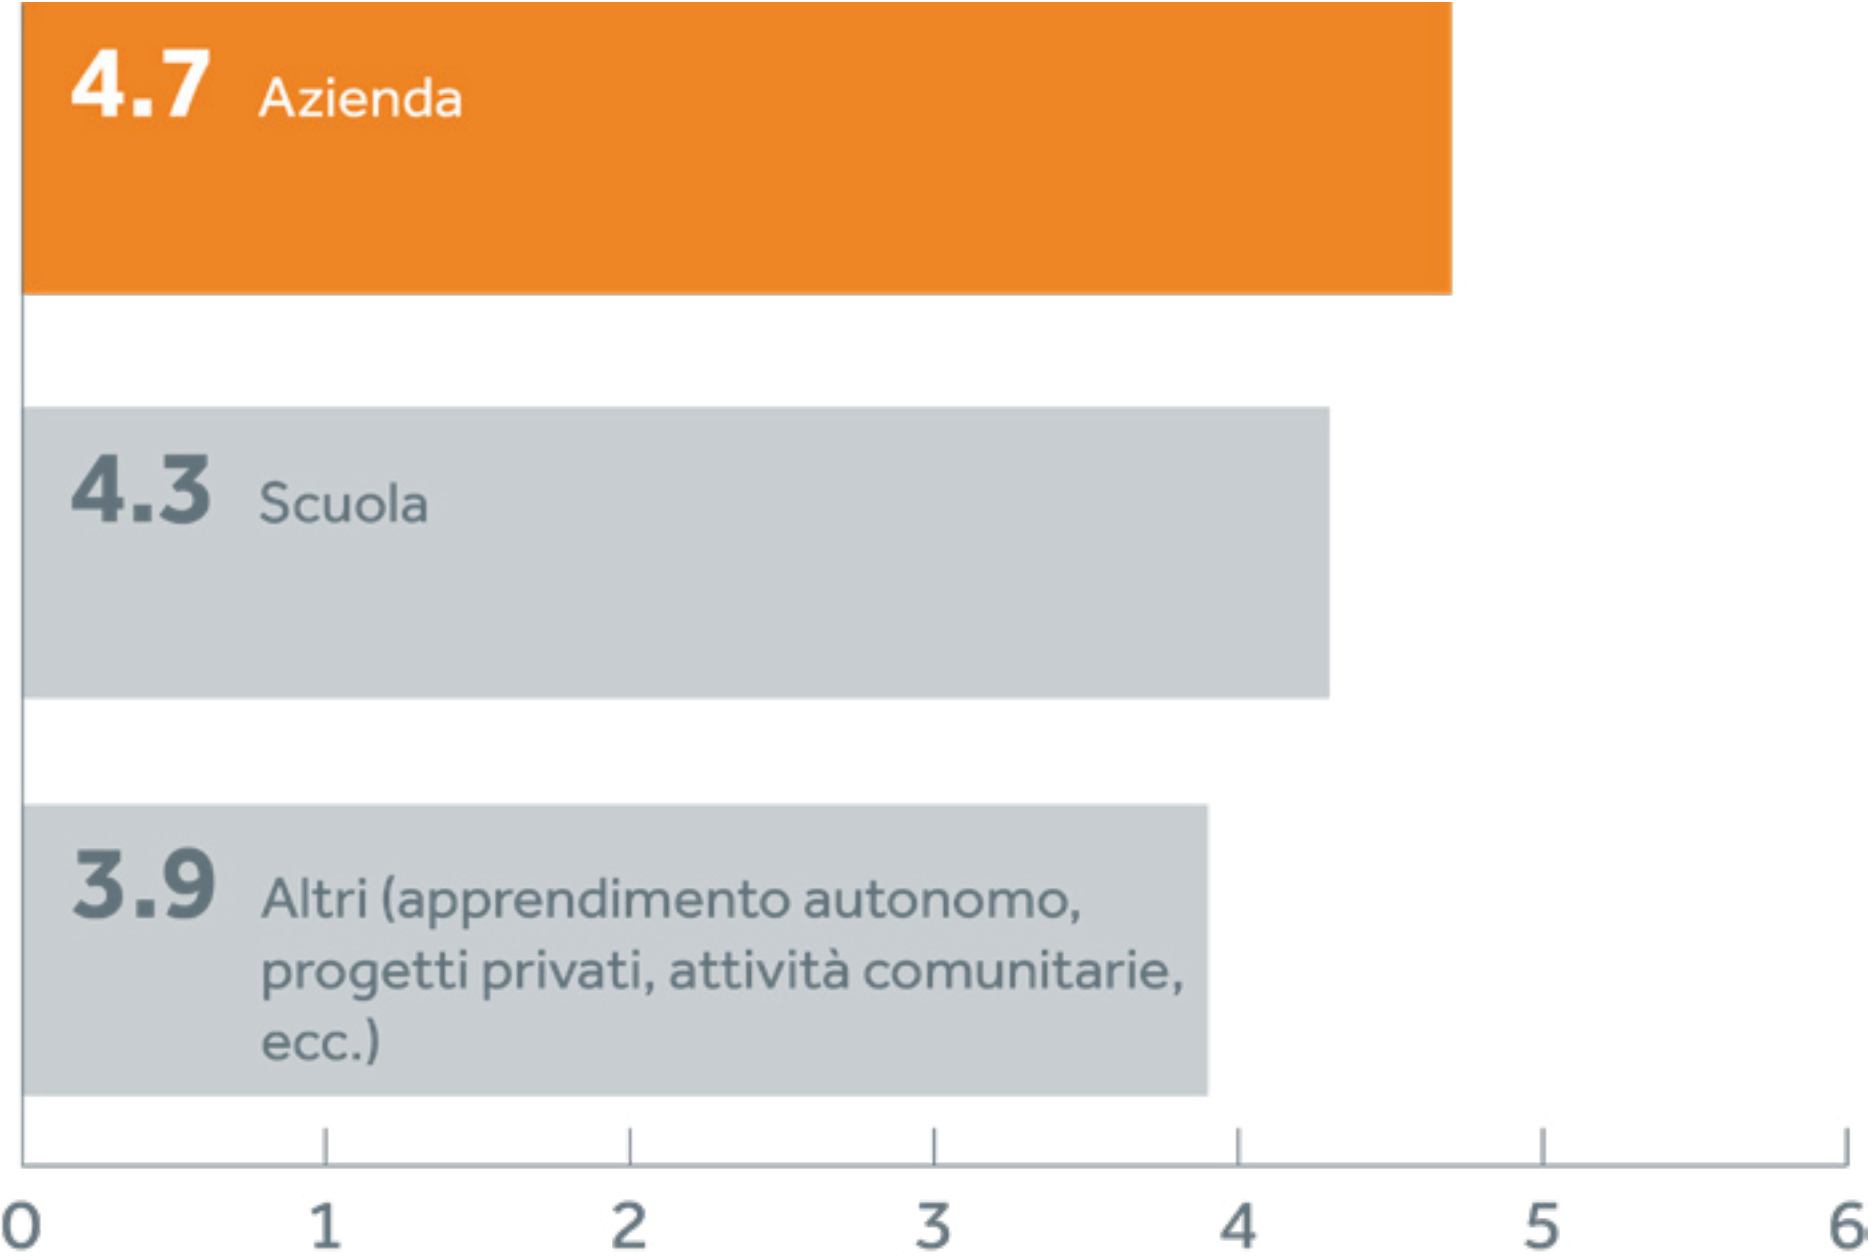 4.7 Azienda
4.3 Scuola
3.9 Altri (apprendimento autonomo,
progetti privati, attività comunitarie,
ecc.)
0 1 2 3 4 5 6